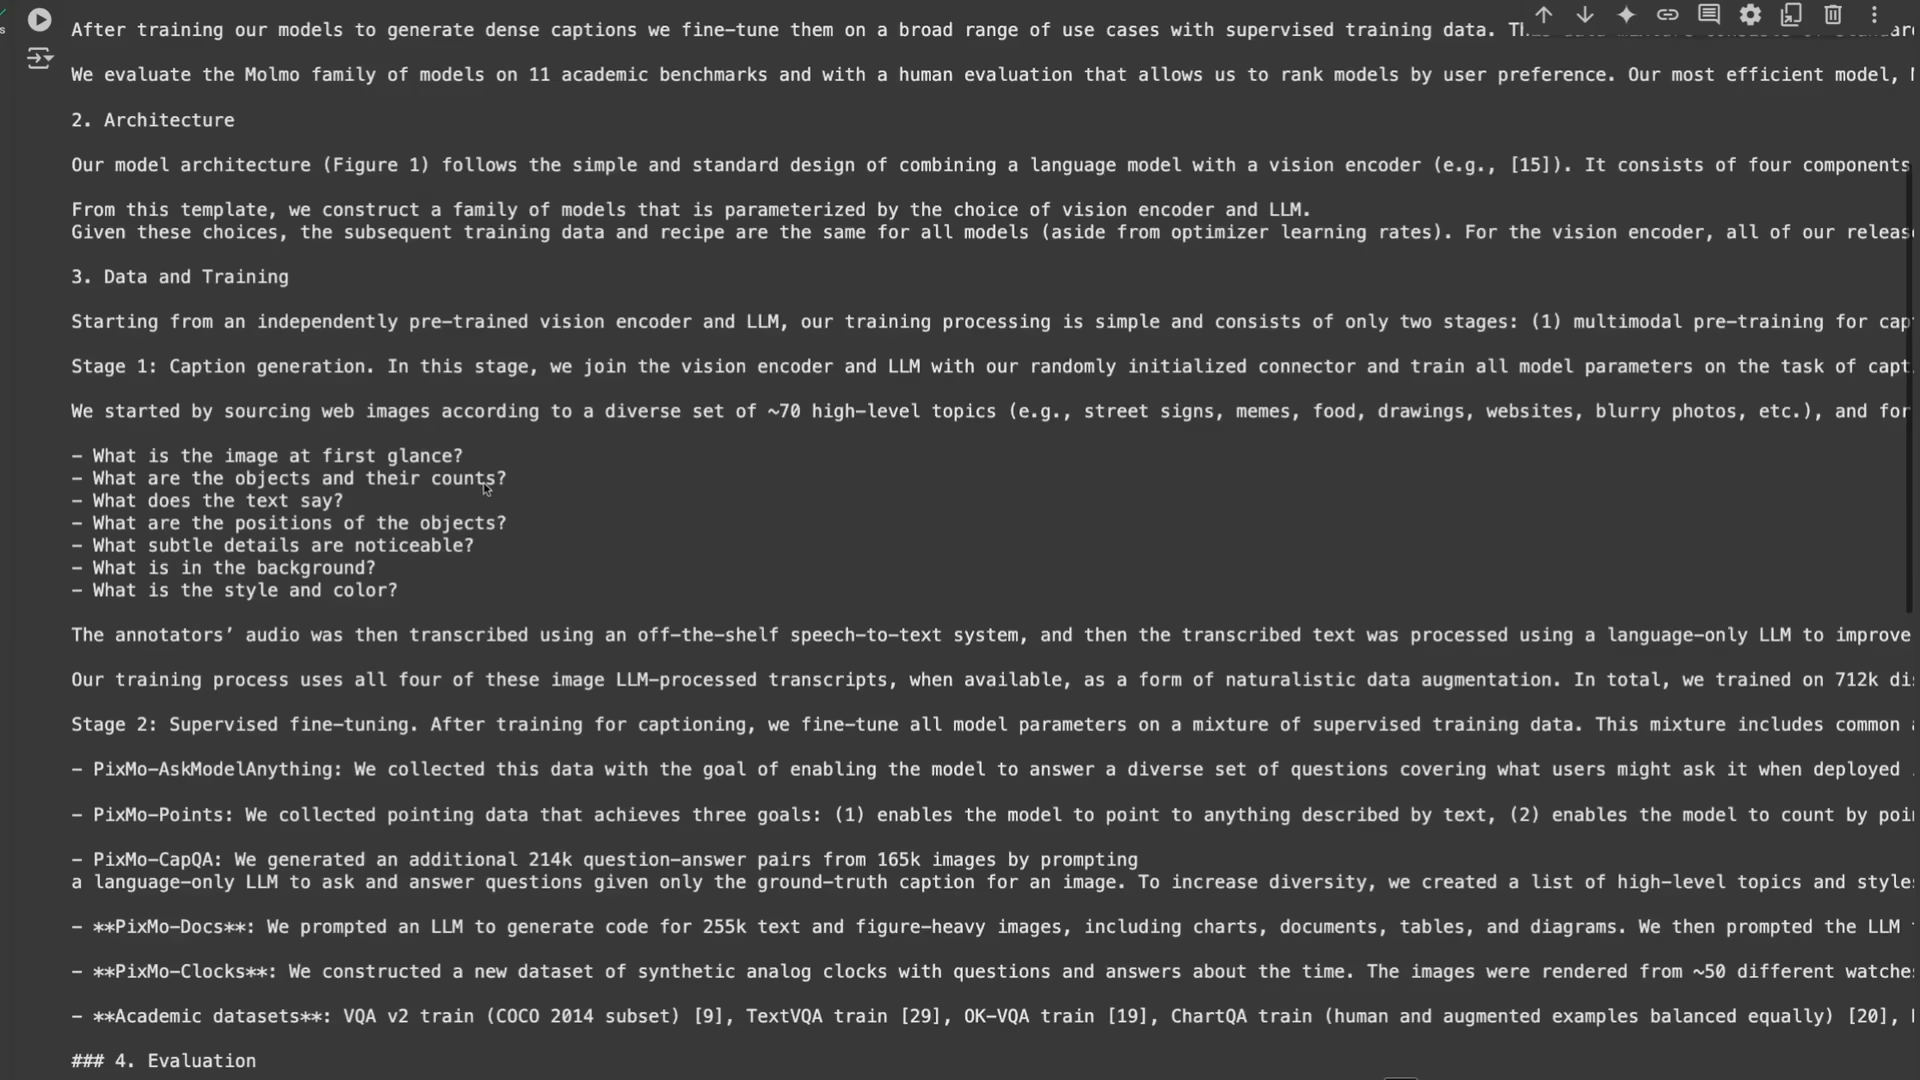 After training our models to generate dense captions we fine-tune them on a broad range of use cases with supervised training data.
We evaluate the Molmo family of models on 11 academic benchmarks and with a human evaluation that allows us to rank models by user preference. Our most efficient model,
2. Architecture
Our model architecture (Figure 1) follows the simple and standard design of combining a language model with a vision encoder (e.g., [15]). It consists of four components
From this template, we construct a family of models that is parameterized by the choice of vision encoder and LLM.
Given these choices, the subsequent training data and recipe are the same for all models (aside from optimizer learning rates). For the vision encoder, all of our releas
3. Data and Training
Starting from an independently pre-trained vision encoder and LLM, our training processing is simple and consists of only two stages: (1) multimodal pre-training for cap
Stage 1: Caption generation. In this stage, we join the vision encoder and LLM with our randomly initialized connector and train all model parameters on the task of capt
We started by sourcing web images according to a diverse set of ~70 high-level topics (e.g., street signs, memes, food, drawings, websites, blurry photos, etc.), and for
- What is the image at first glance?
- What are the objects and their counts?
- What does the text say?
- What are the positions of the objects?
- What subtle details are noticeable?
- What is in the background?
- What is the style and color?
The annotators’ audio was then transcribed using an off-the-shelf speech-to-text system, and then the transcribed text was processed using a language-only LLM to improve
Our training process uses all four of these image LLM-processed transcripts, when available, as a form of naturalistic data augmentation. In total, we trained on 712k di
Stage 2: Supervised fine-tuning. After training for captioning, we fine-tune all model parameters on a mixture of supervised training data. This mixture includes common
- PixMo-AskModelAnything: We collected this data with the goal of enabling the model to answer a diverse set of questions covering what users might ask it when deployed
- PixMo-Points: We collected pointing data that achieves three goals: (1) enables the model to point to anything described by text, (2) enables the model to count by poi
- PixMo-CapQA: We generated an additional 214k question-answer pairs from 165k images by prompting
a language-only LLM to ask and answer questions given only the ground-truth caption for an image. To increase diversity, we created a list of high-level topics and style
- **PixMo-Docs**: We prompted an LLM to generate code for 255k text and figure-heavy images, including charts, documents, tables, and diagrams. We then prompted the LLM
- **PixMo-Clocks**: We constructed a new dataset of synthetic analog clocks with questions and answers about the time. The images were rendered from ~50 different watche
- **Academic datasets**: VQA v2 train (COCO 2014 subset) [9], TextVQA train [29], OK-VQA train [19], ChartQA train (human and augmented examples balanced equally) [20],
### 4. Evaluation